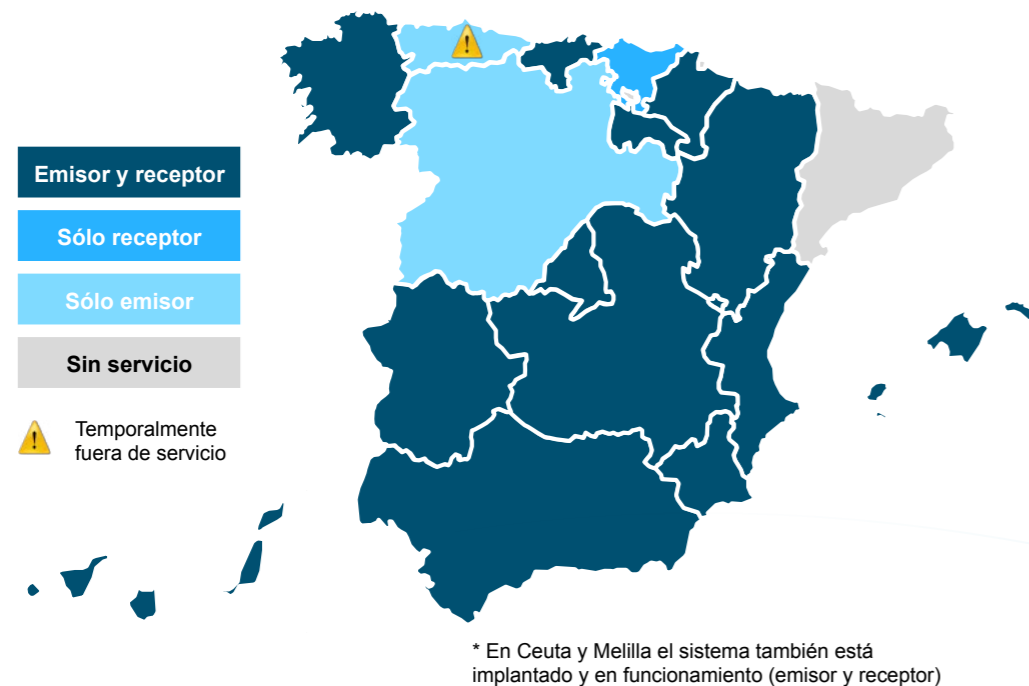 Emisor y receptor
Sólo receptor
Sólo emisor
Sin servicio
Temporalmente
fuera de servicio
* En Ceuta y Melilla el sistema también está
implantado y en funcionamiento (emisor y receptor)